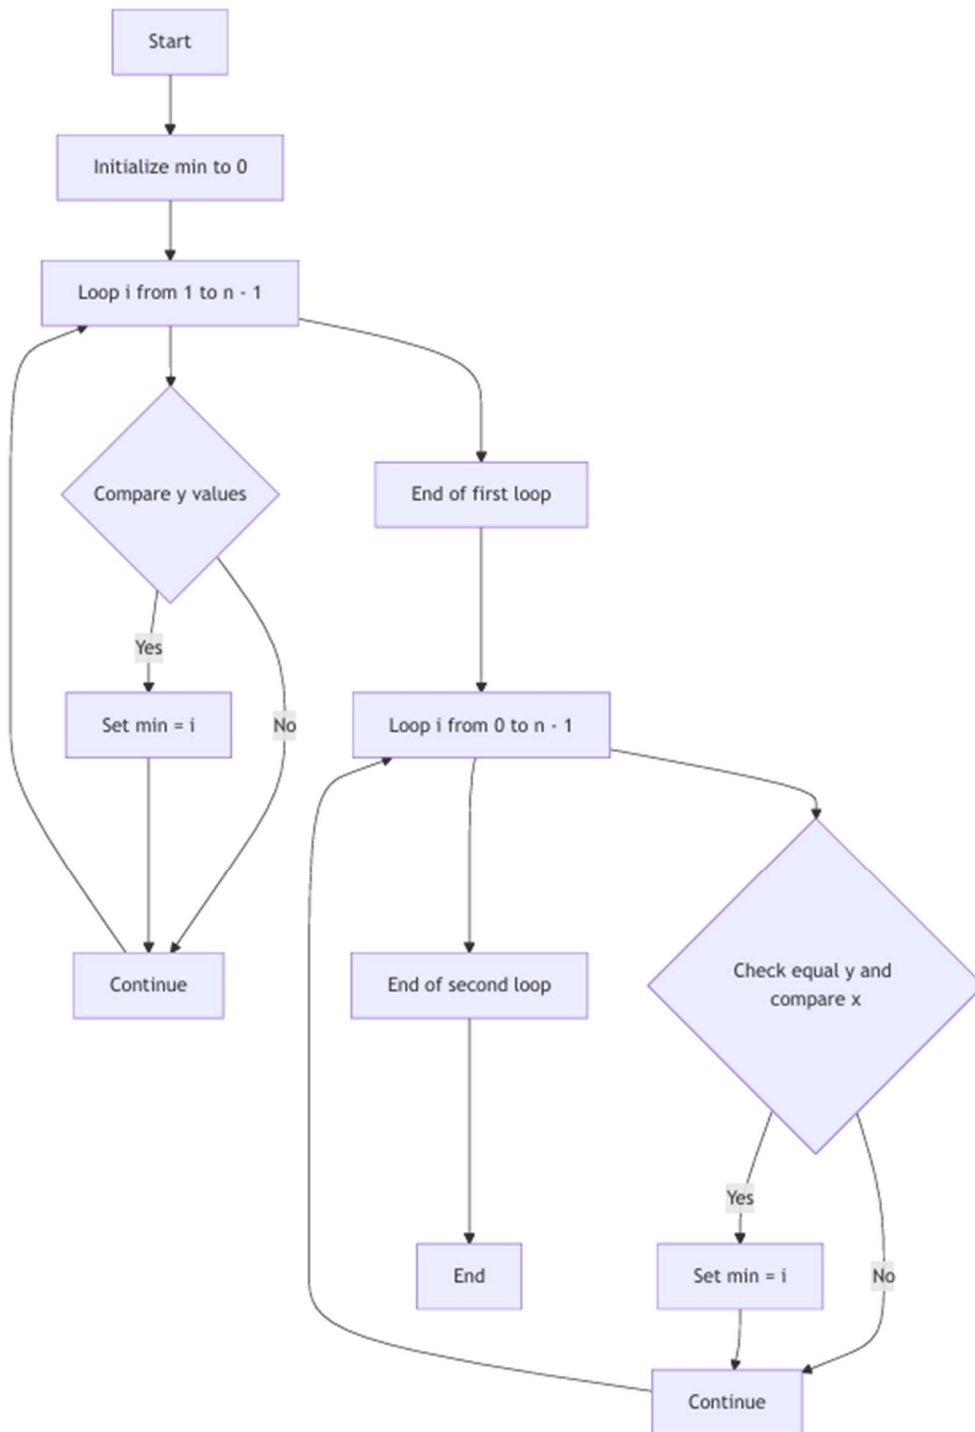 Start
Initialize min to 0
Loop i from 1 to n - 1
Compare y values
End of first loop
Yes
Set min = i
No
Loop i from 0 to n - 1
Continue
End of second loop
Check equal y and
compare x
Yes
End
Set min = i
No
Continue